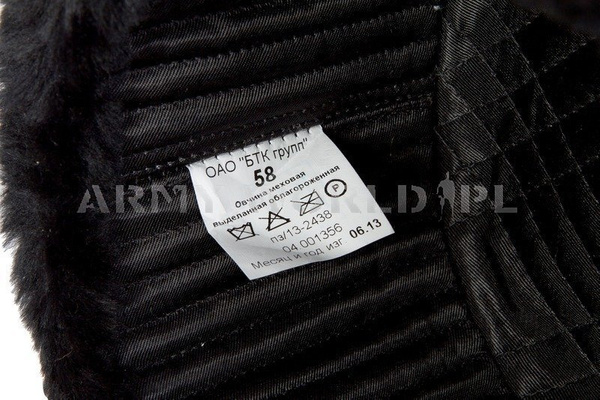 ОАО "БТК групп"
58
Овчина меховая
выделанная облагороженная
P
пэ/13-2438
04.001356
Месяц и год изг 06.13
ARMYWORLD.PL